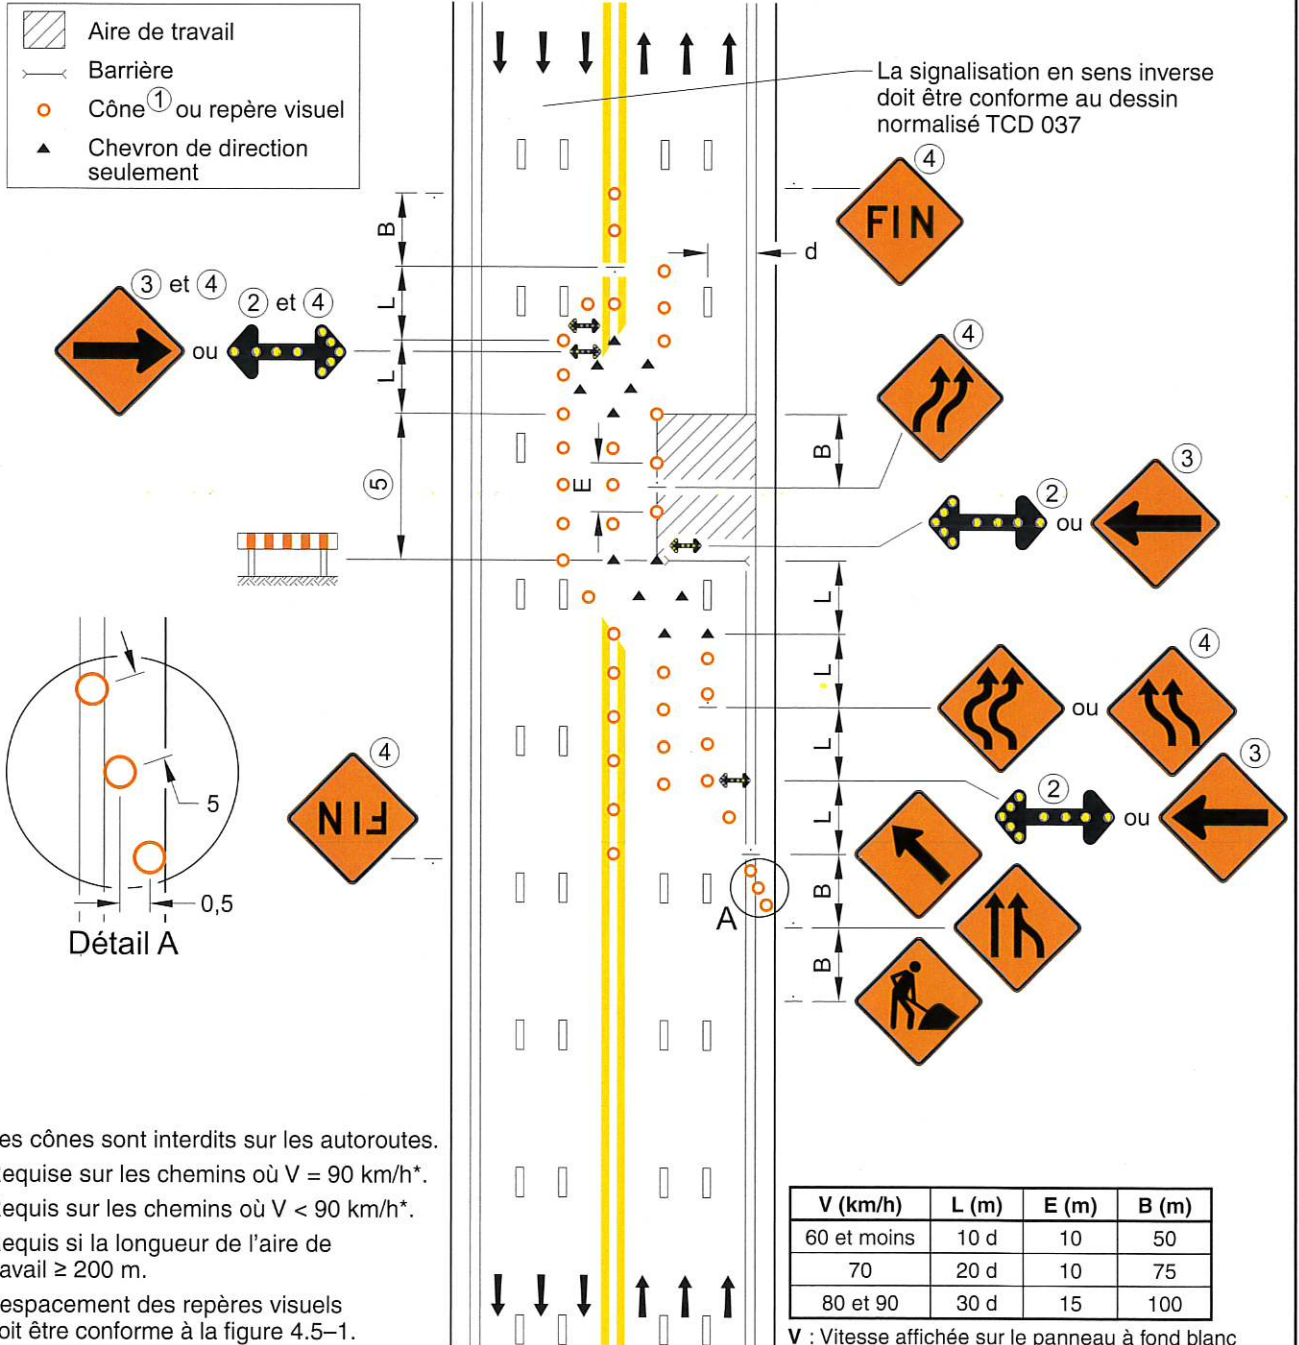 Aire de travail
Barrière
Cône ① ou repère visuel
Chevron de direction
seulement
La signalisation en sens inverse
doit être conforme au dessin
normalisé TCD 037
④
FIN
B
d
③ et ④
② et ④
ou
L
L
④
B
⑤
E
②
ou
③
L
L
④
ou
L
③
②
ou
L
④
FIN
5
0,5
Détail A
A
B
B
es cônes sont interdits sur les autoroutes.
equise sur les chemins où V = 90 km/h*.
equis sur les chemins où V < 90 km/h*.
equis si la longueur de l'aire de
avail ≥ 200 m.
espacement des repères visuels
oit être conforme à la figure 4.5–1.
V (km/h) L (m) E (m) B (m)
60 et moins 10 d 10 50
70 20 d 10 75
80 et 90 30 d 15 100
V : Vitesse affichée sur le panneau à fond blanc